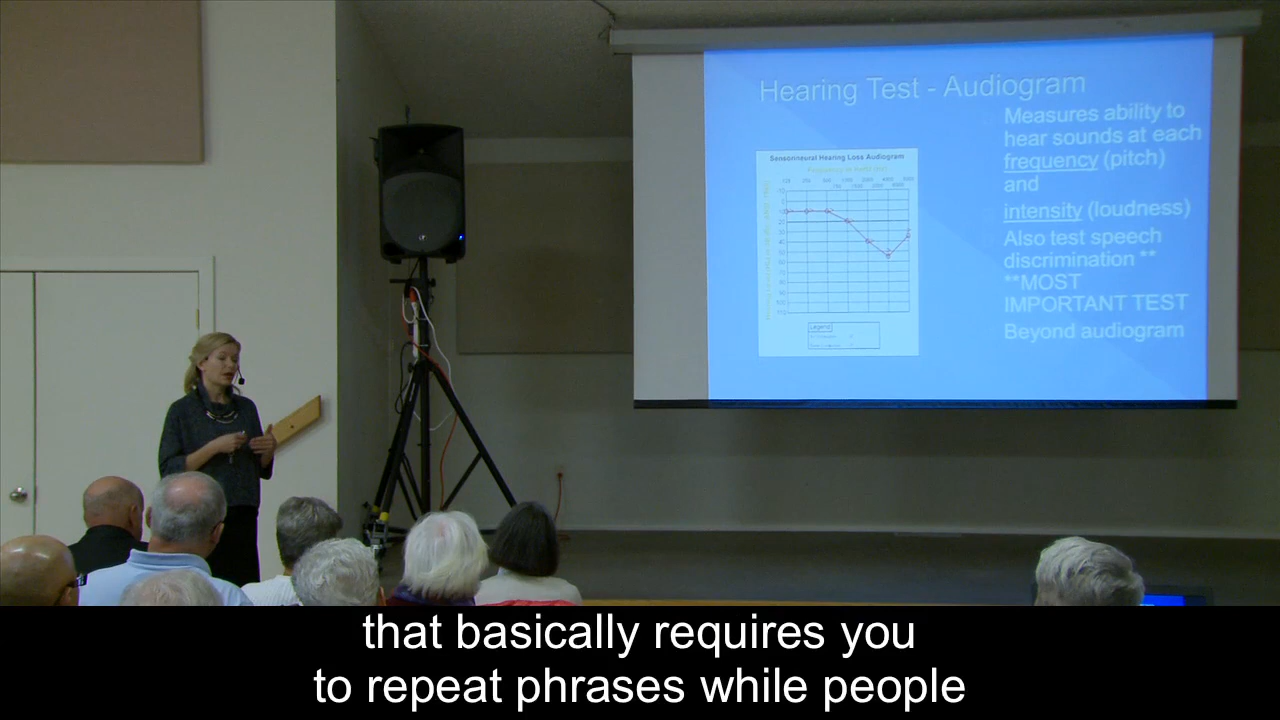 Hearing Test - Audiogram
Measures ability to
hear sounds at each
frequency (pitch)
and
intensity (loudness)
Also test speech
discrimination **
**MOST
IMPORTANT TEST
Beyond audiogram
Sensorineural Hearing Loss Audiogram
Legend
that basically requires you
to repeat phrases while people